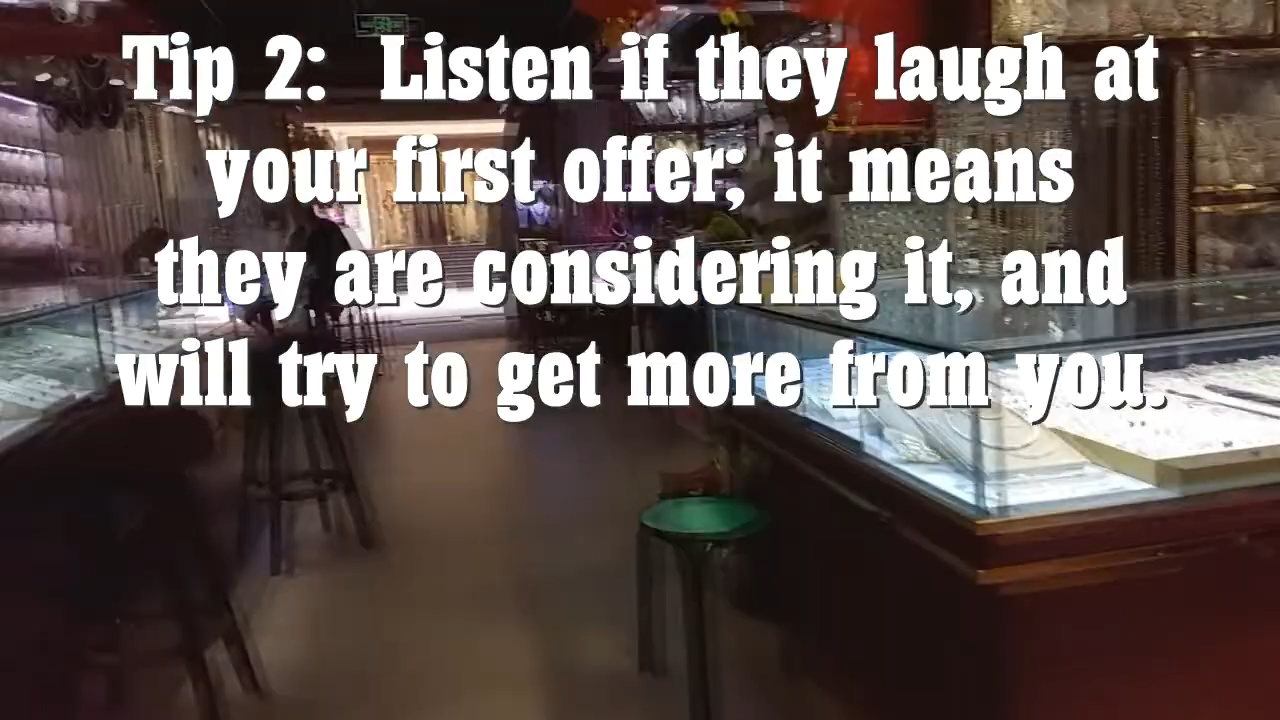 Tip 2: Listen if they laugh at
your first offer; it means
they are considering it, and
will try to get more from you.